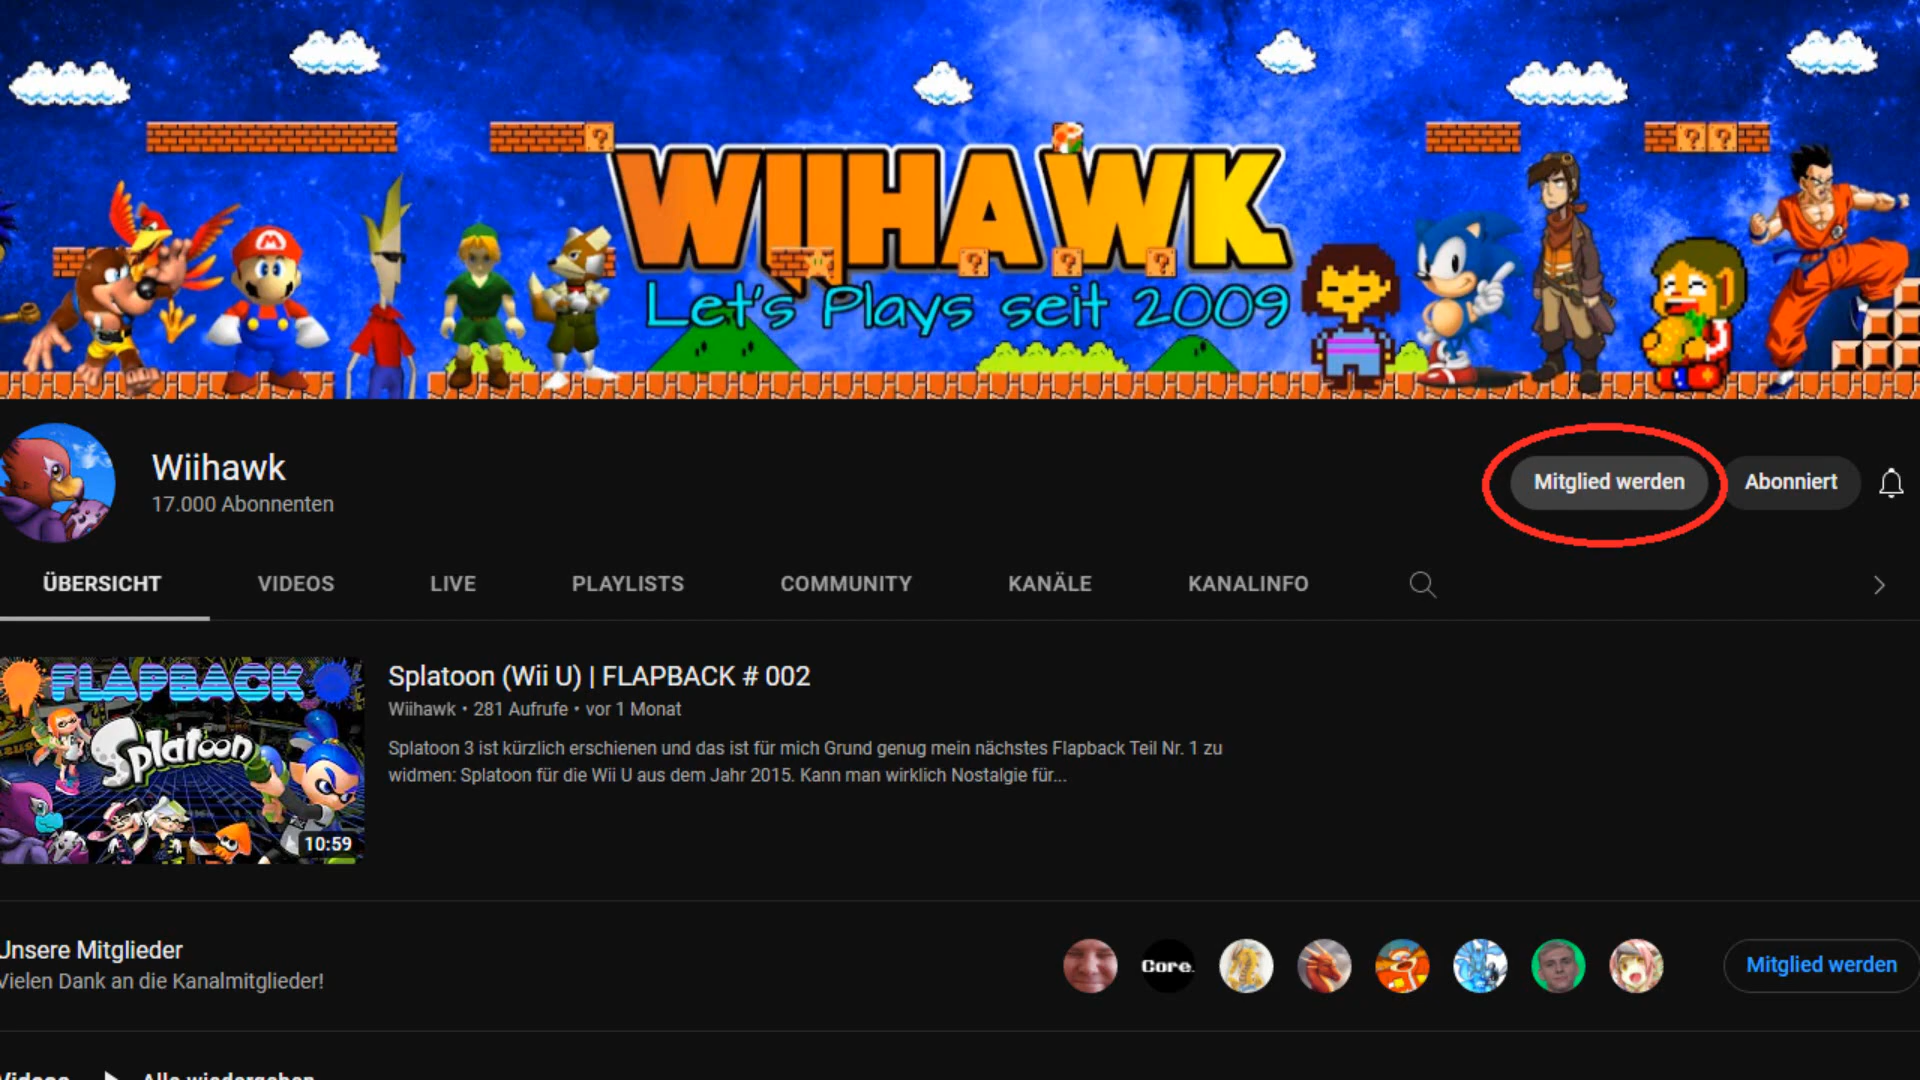 WIIHAWK
Let's Plays seit 2009
Wiihawk
17.000 Abonnenten
Mitglied werden
Abonniert
ÜBERSICHT
VIDEOS
LIVE
PLAYLISTS
COMMUNITY
KANÄLE
KANALINFO
FLAPBACK
Splatoon
10:59
Splatoon (Wii U) | FLAPBACK # 002
Wiihawk • 281 Aufrufe • vor 1 Monat
Splatoon 3 ist kürzlich erschienen und das ist für mich Grund genug mein nächstes Flapback Teil Nr. 1 zu
widmen: Splatoon für die Wii U aus dem Jahr 2015. Kann man wirklich Nostalgie für...
Unsere Mitglieder
Vielen Dank an die Kanalmitglieder!
Core.
Mitglied werden
Videos
Alle wiedergeben